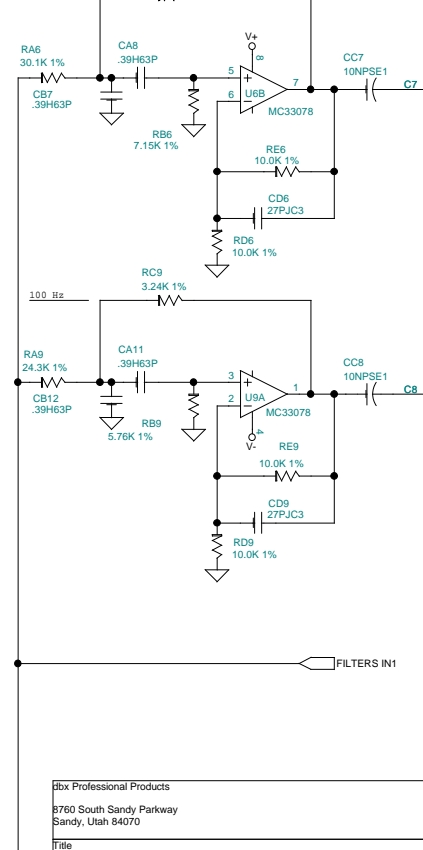 RA6
30.1K 1%
CA8
.39H63P
V+
8
CC7
10NPSE1
C7
5
7
U6B
6
MC33078
CB7
.39H63P
RB6
7.15K 1%
RE6
10.0K 1%
CD6
27PJC3
RD6
10.0K 1%
RC9
3.24K 1%
100 Hz
RA9
24.3K 1%
CA11
.39H63P
CC8
10NPSE1
C8
3
1
U9A
2
MC33078
4
V-
CB12
.39H63P
RB9
5.76K 1%
RE9
10.0K 1%
CD9
27PJC3
RD9
10.0K 1%
FILTERS IN1
dbx Professional Products
8760 South Sandy Parkway
Sandy, Utah 84070
Title